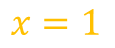 x = 1